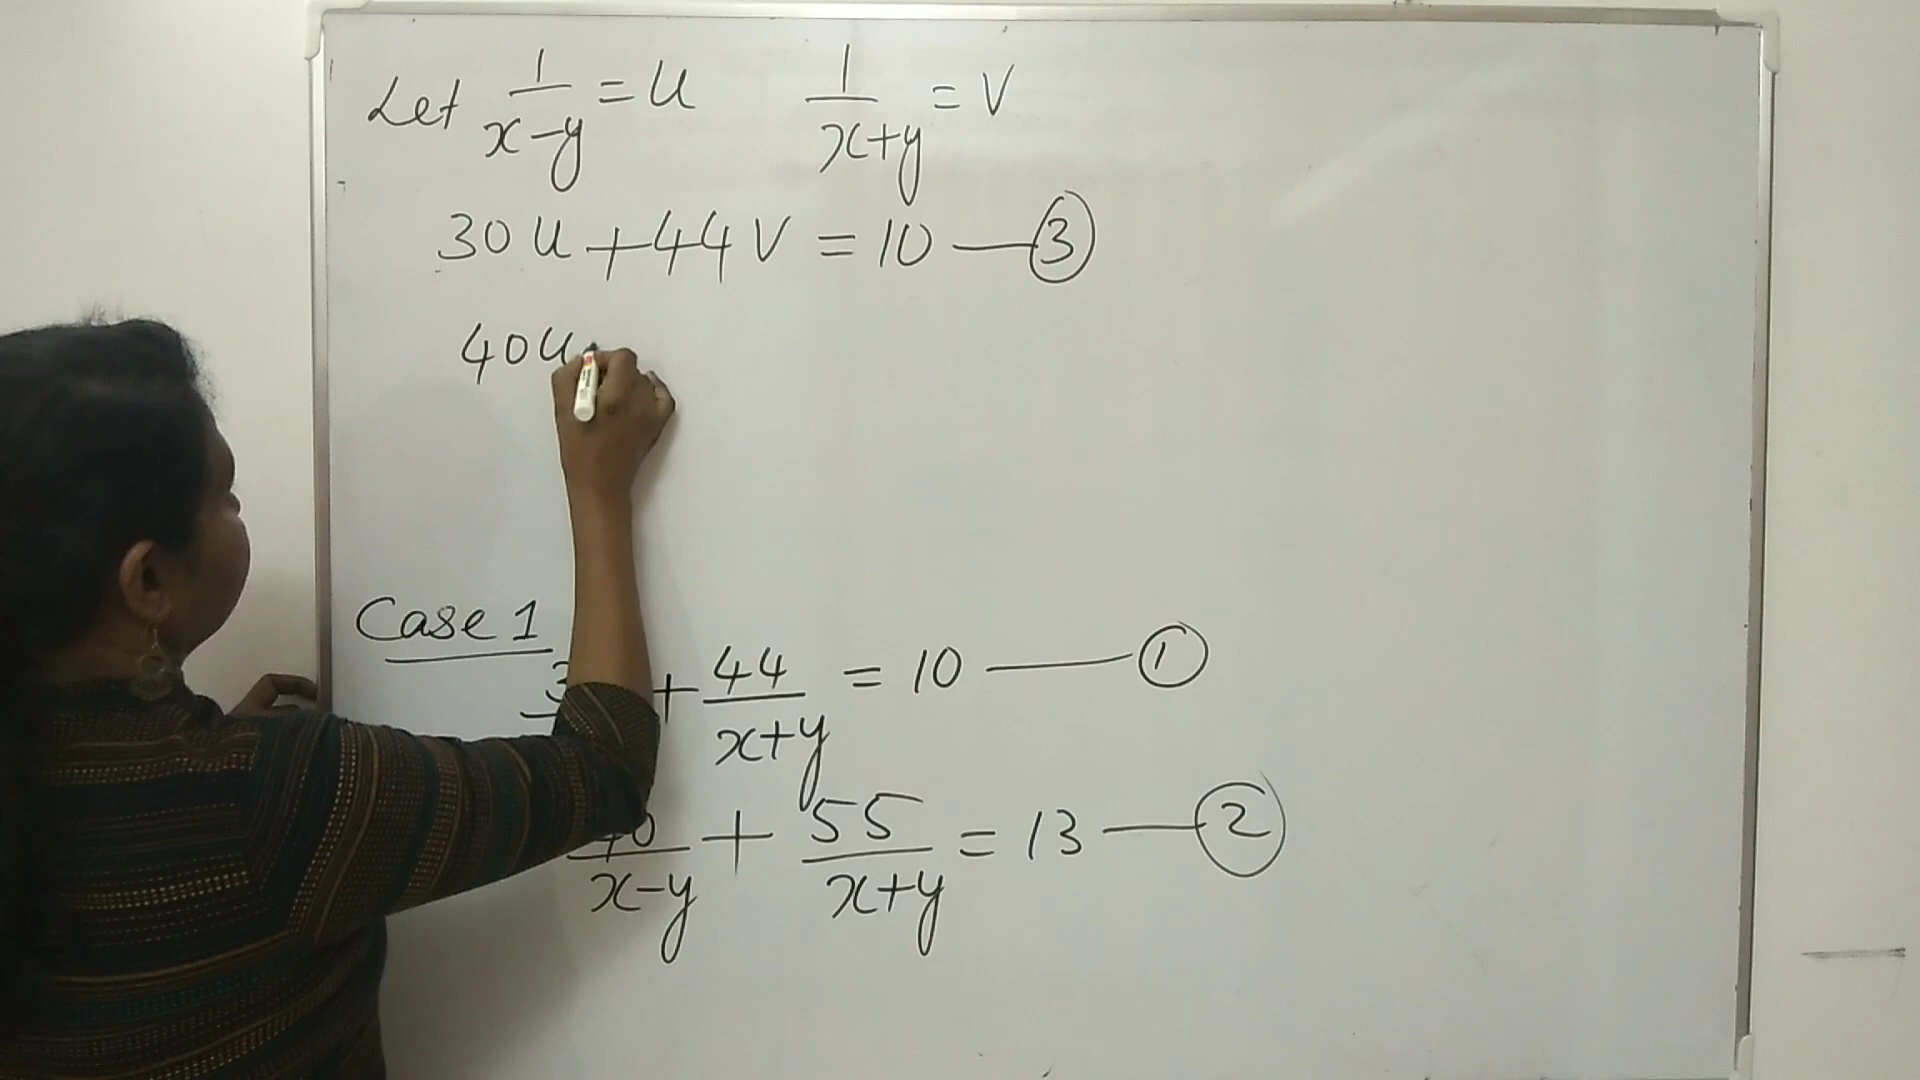 Let 1/(x-y) = u 1/(x+y) = v
30u + 44v = 10 — ③
40u
Case 1
3 + 44/(x+y) = 10 — ①
40/(x-y) + 55/(x+y) = 13 — ②